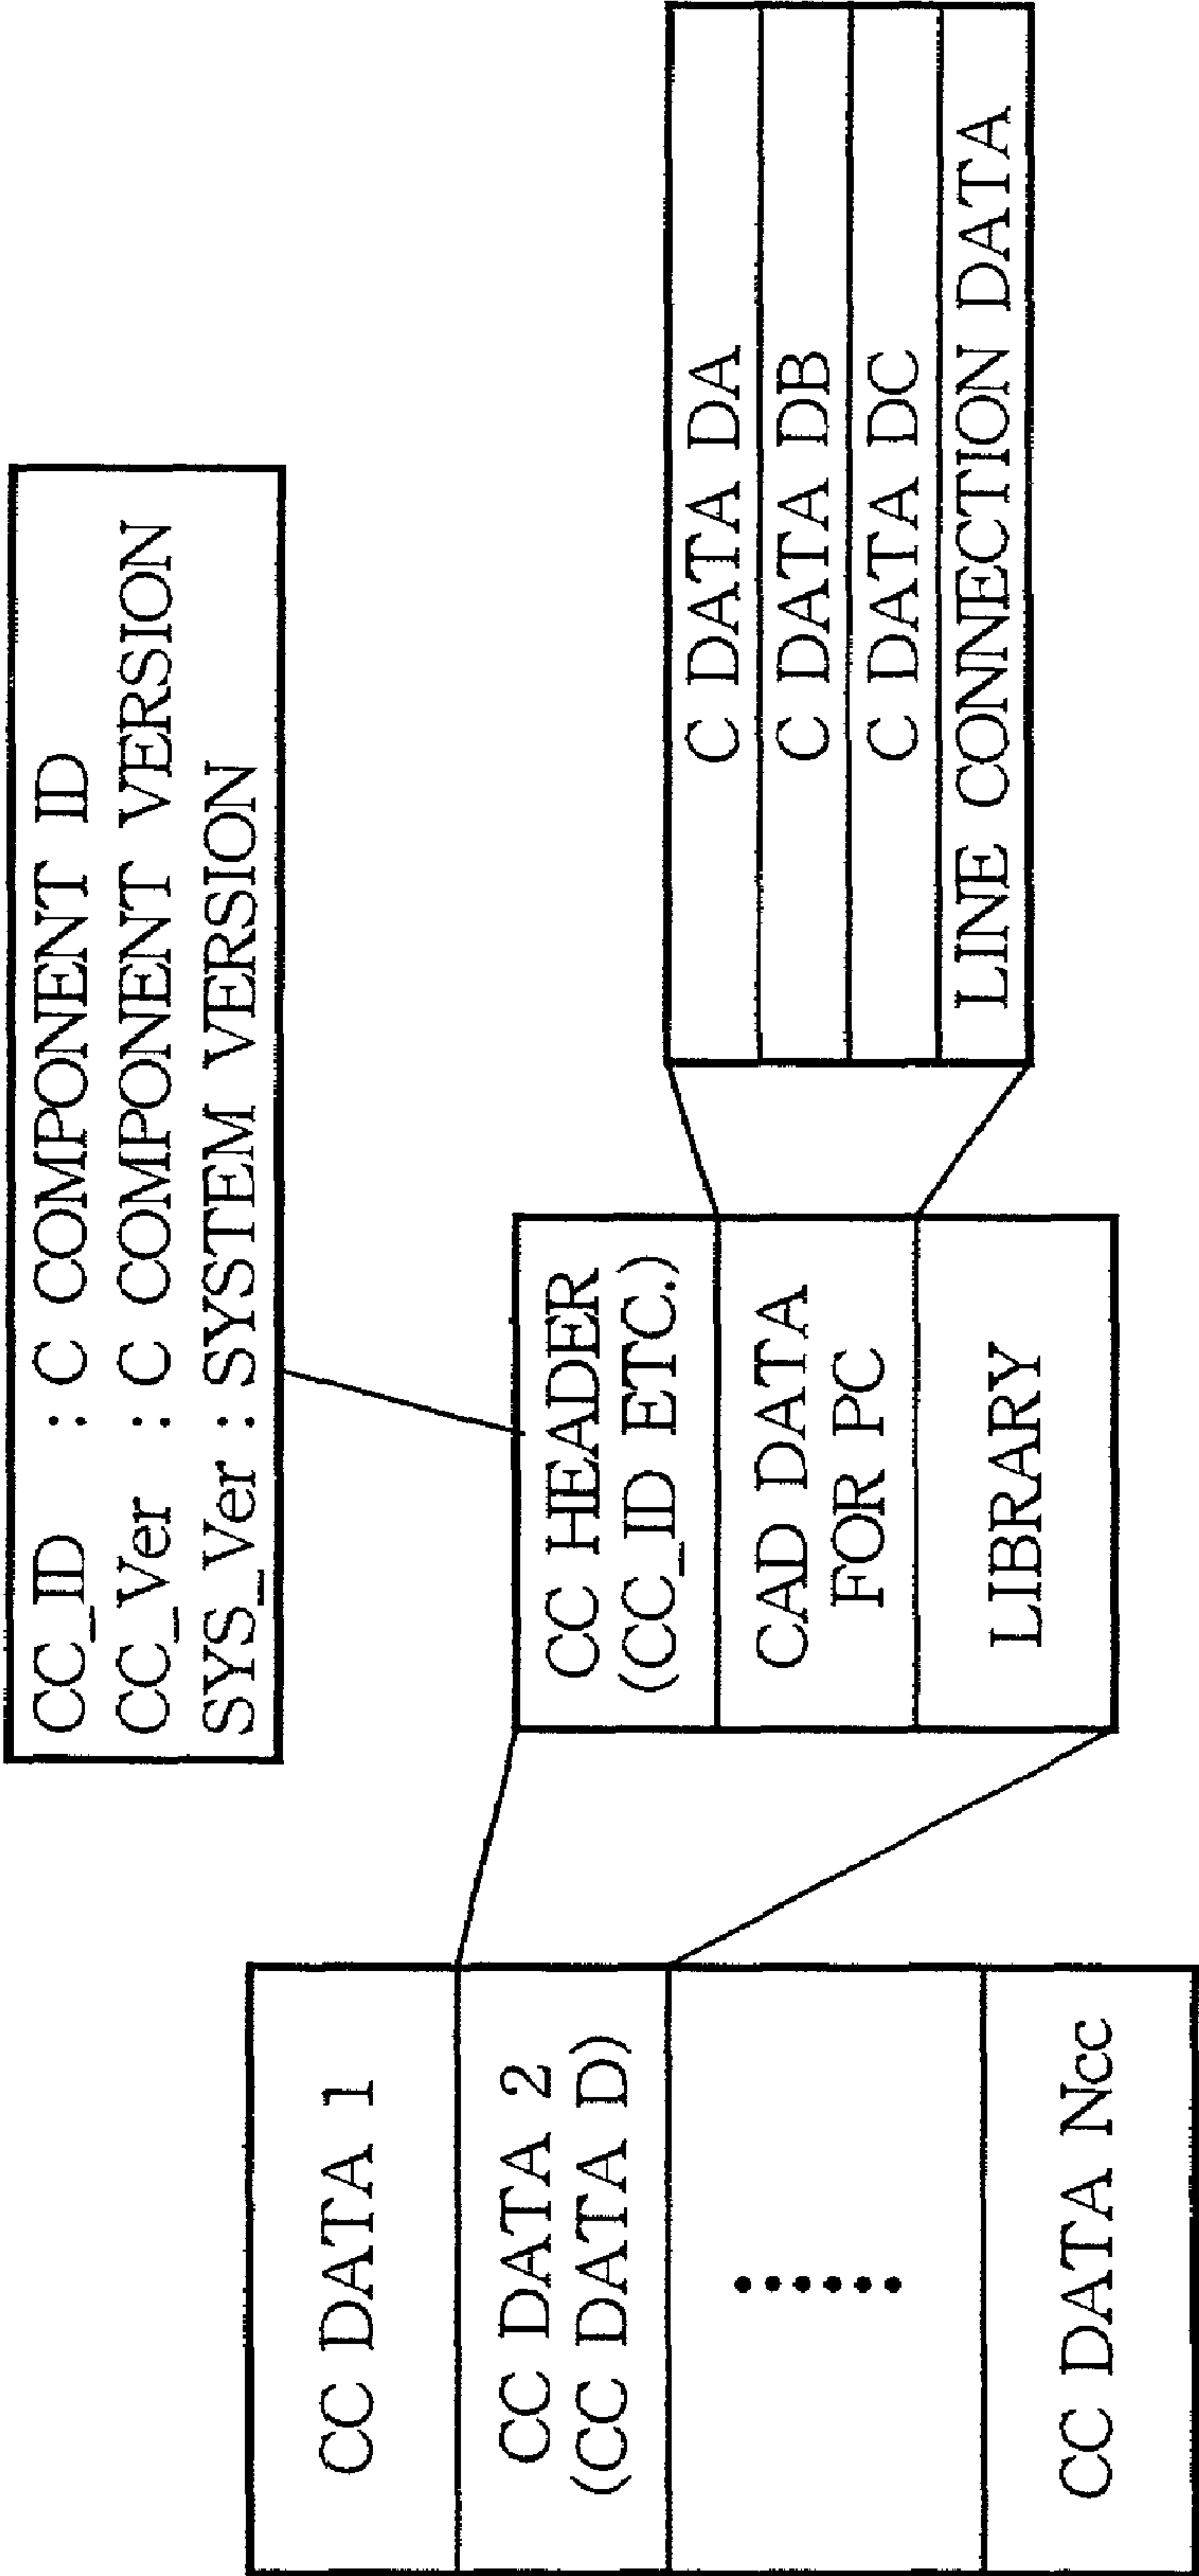 CC_ID : C COMPONENT ID
CC_Ver : C COMPONENT VERSION
SYS_Ver : SYSTEM VERSION
CC DATA 1
CC DATA 2
(CC DATA D)
......
CC DATA Ncc
CC HEADER
(CC_ID ETC.)
CAD DATA
FOR PC
LIBRARY
C DATA DA
C DATA DB
C DATA DC
LINE CONNECTION DATA